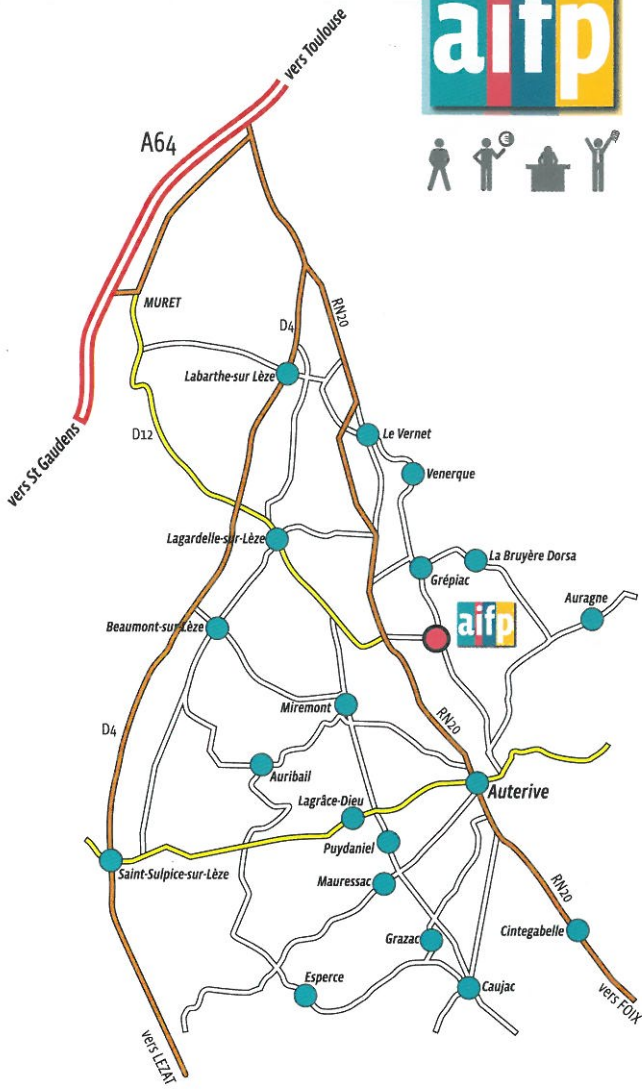 aifp
vers Toulouse
A64
MURET
D4
RN20
Labarthe-sur Lèze
vers St Gaudens
D12
Le Vernet
Venerque
Lagardelle-sur-Lèze
La Bruyère Dorsa
Grépiac
Auragne
aifp
Beaumont-sur-Lèze
Miremont
RN20
D4
Auribail
Auterive
Lagrâce-Dieu
Puydaniel
Saint-Sulpice-sur-Lèze
Mauressac
RN20
Cintegabelle
Grazac
Esperce
Caujac
vers FOIX
vers LEZAT